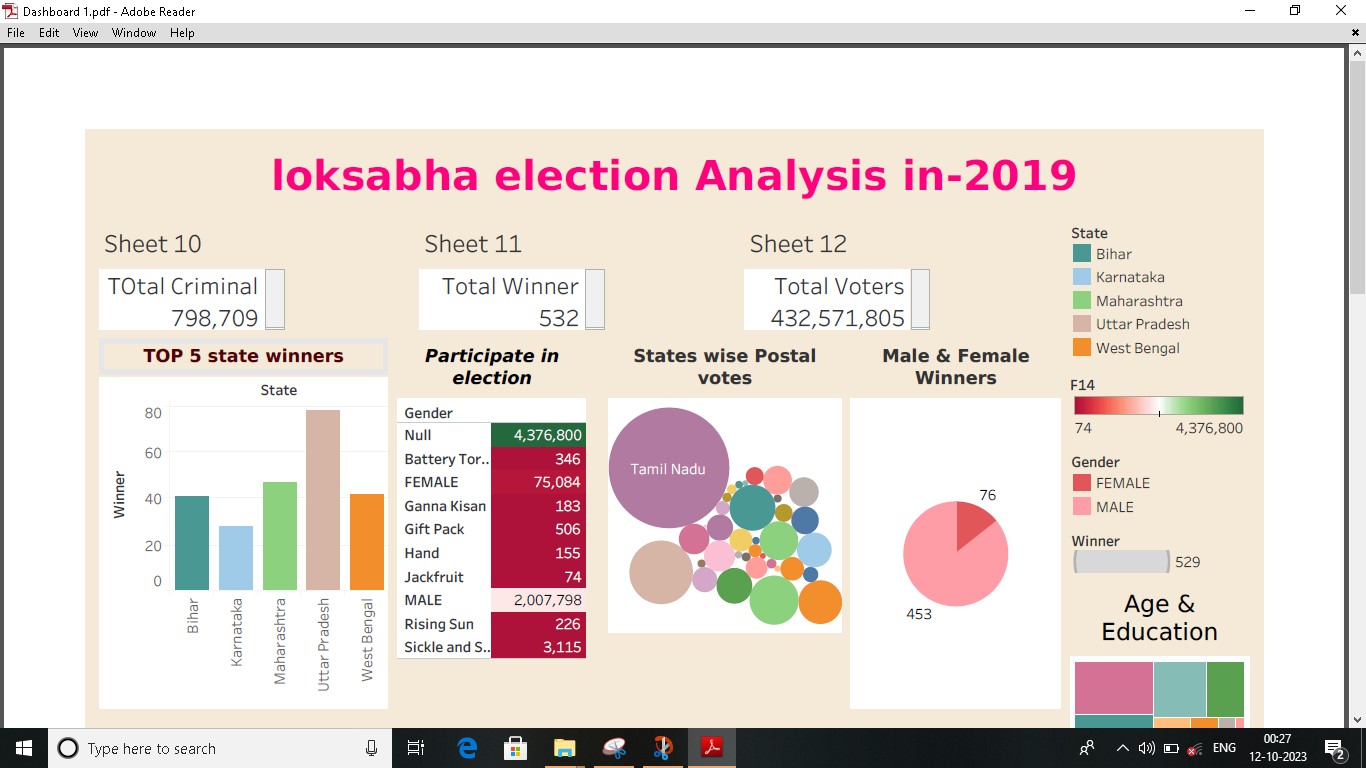 Dashboard 1.pdf - Adobe Reader
File Edit View Window Help
loksabha election Analysis in-2019
Sheet 10
TOtal Criminal
798,709
Sheet 11
Total Winner
532
Sheet 12
Total Voters
432,571,805
State
Bihar
Karnataka
Maharashtra
Uttar Pradesh
West Bengal
F14
74 4,376,800
Gender
FEMALE
MALE
Winner
529
TOP 5 state winners
State
Winner
80
60
40
20
0
Bihar
Karnataka
Maharashtra
Uttar Pradesh
West Bengal
Participate in
election
Gender
Null 4,376,800
Battery Tor.. 346
FEMALE 75,084
Ganna Kisan 183
Gift Pack 506
Hand 155
Jackfruit 74
MALE 2,007,798
Rising Sun 226
Sickle and S.. 3,115
States wise Postal
votes
Tamil Nadu
Male & Female
Winners
76
453
Age &
Education
Type here to search
ENG
00:27
12-10-2023
2